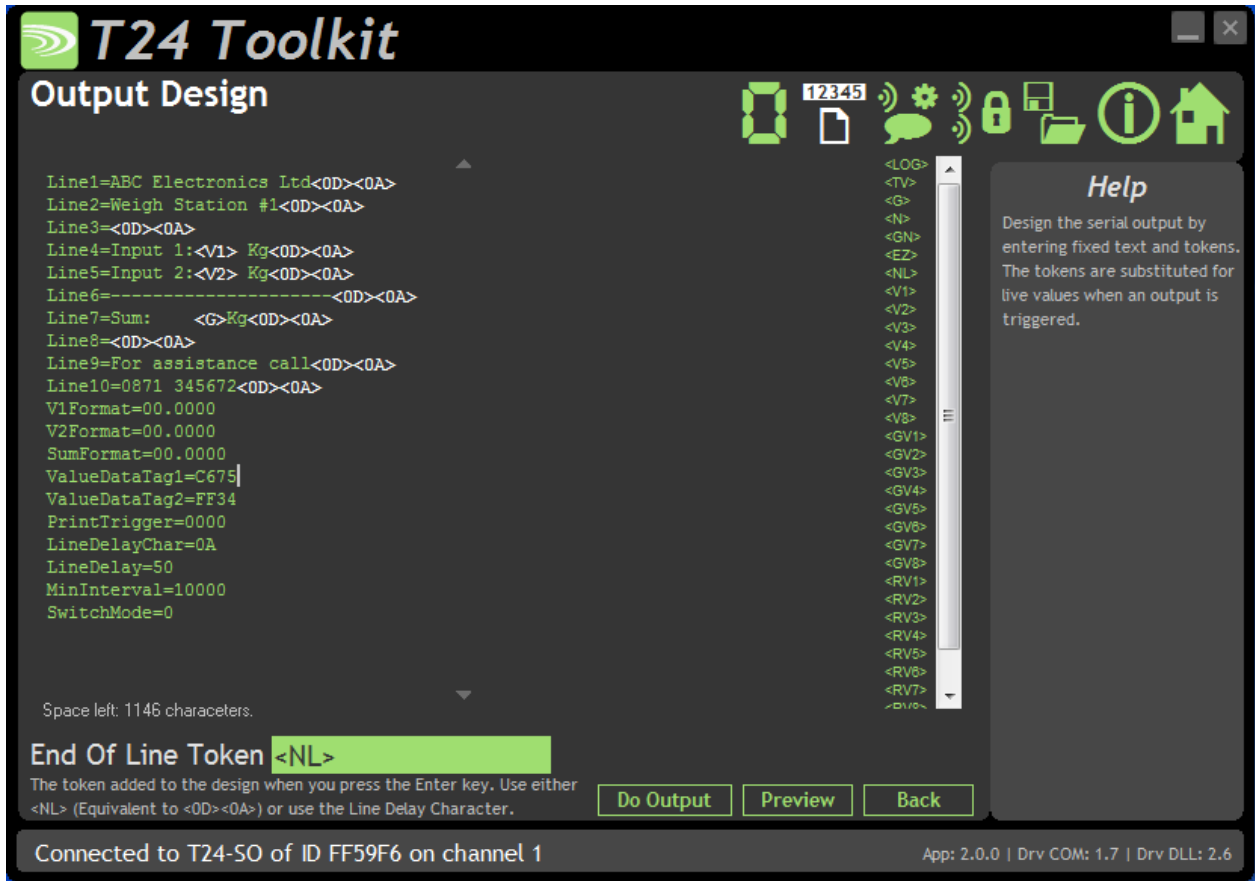 T24 Toolkit
Output Design
12345
Line1=ABC Electronics Ltd<0D><0A>
Line2=Weigh Station #1<0D><0A>
Line3=<0D><0A>
Line4=Input 1:<V1> Kg<0D><0A>
Line5=Input 2:<V2> Kg<0D><0A>
Line6=----------------------<0D><0A>
Line7=Sum:    <G>Kg<0D><0A>
Line8=<0D><0A>
Line9=For assistance call<0D><0A>
Line10=0871 345672<0D><0A>
V1Format=00.0000
V2Format=00.0000
SumFormat=00.0000
ValueDataTag1=C675
ValueDataTag2=FF34
PrintTrigger=0000
LineDelayChar=0A
LineDelay=50
MinInterval=10000
SwitchMode=0
Space left: 1146 characeters.
<LOG>
<TV>
<G>
<N>
<GN>
<EZ>
<NL>
<V1>
<V2>
<V3>
<V4>
<V5>
<V6>
<V7>
<V8>
<GV1>
<GV2>
<GV3>
<GV4>
<GV5>
<GV6>
<GV7>
<GV8>
<RV1>
<RV2>
<RV3>
<RV4>
<RV5>
<RV6>
<RV7>
<RV8>
Help
Design the serial output by
entering fixed text and tokens.
The tokens are substituted for
live values when an output is
triggered.
End Of Line Token <NL>
The token added to the design when you press the Enter key. Use either
<NL> (Equivalent to <0D><0A>) or use the Line Delay Character.
Do Output
Preview
Back
Connected to T24-SO of ID FF59F6 on channel 1
App: 2.0.0 | Drv COM: 1.7 | Drv DLL: 2.6